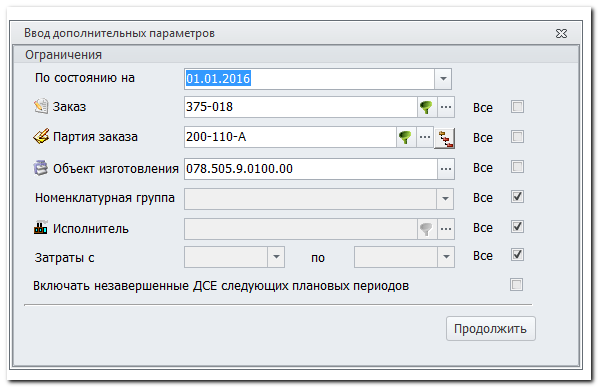 Ввод дополнительных параметров
Ограничения
По состоянию на 01.01.2016
Заказ 375-018 Все
Партия заказа 200-110-А Все
Объект изготовления 078.505.9.0100.00 Все
Номенклатурная группа Все
Исполнитель Все
Затраты с по Все
Включать незавершенные ДСЕ следующих плановых периодов
Продолжить